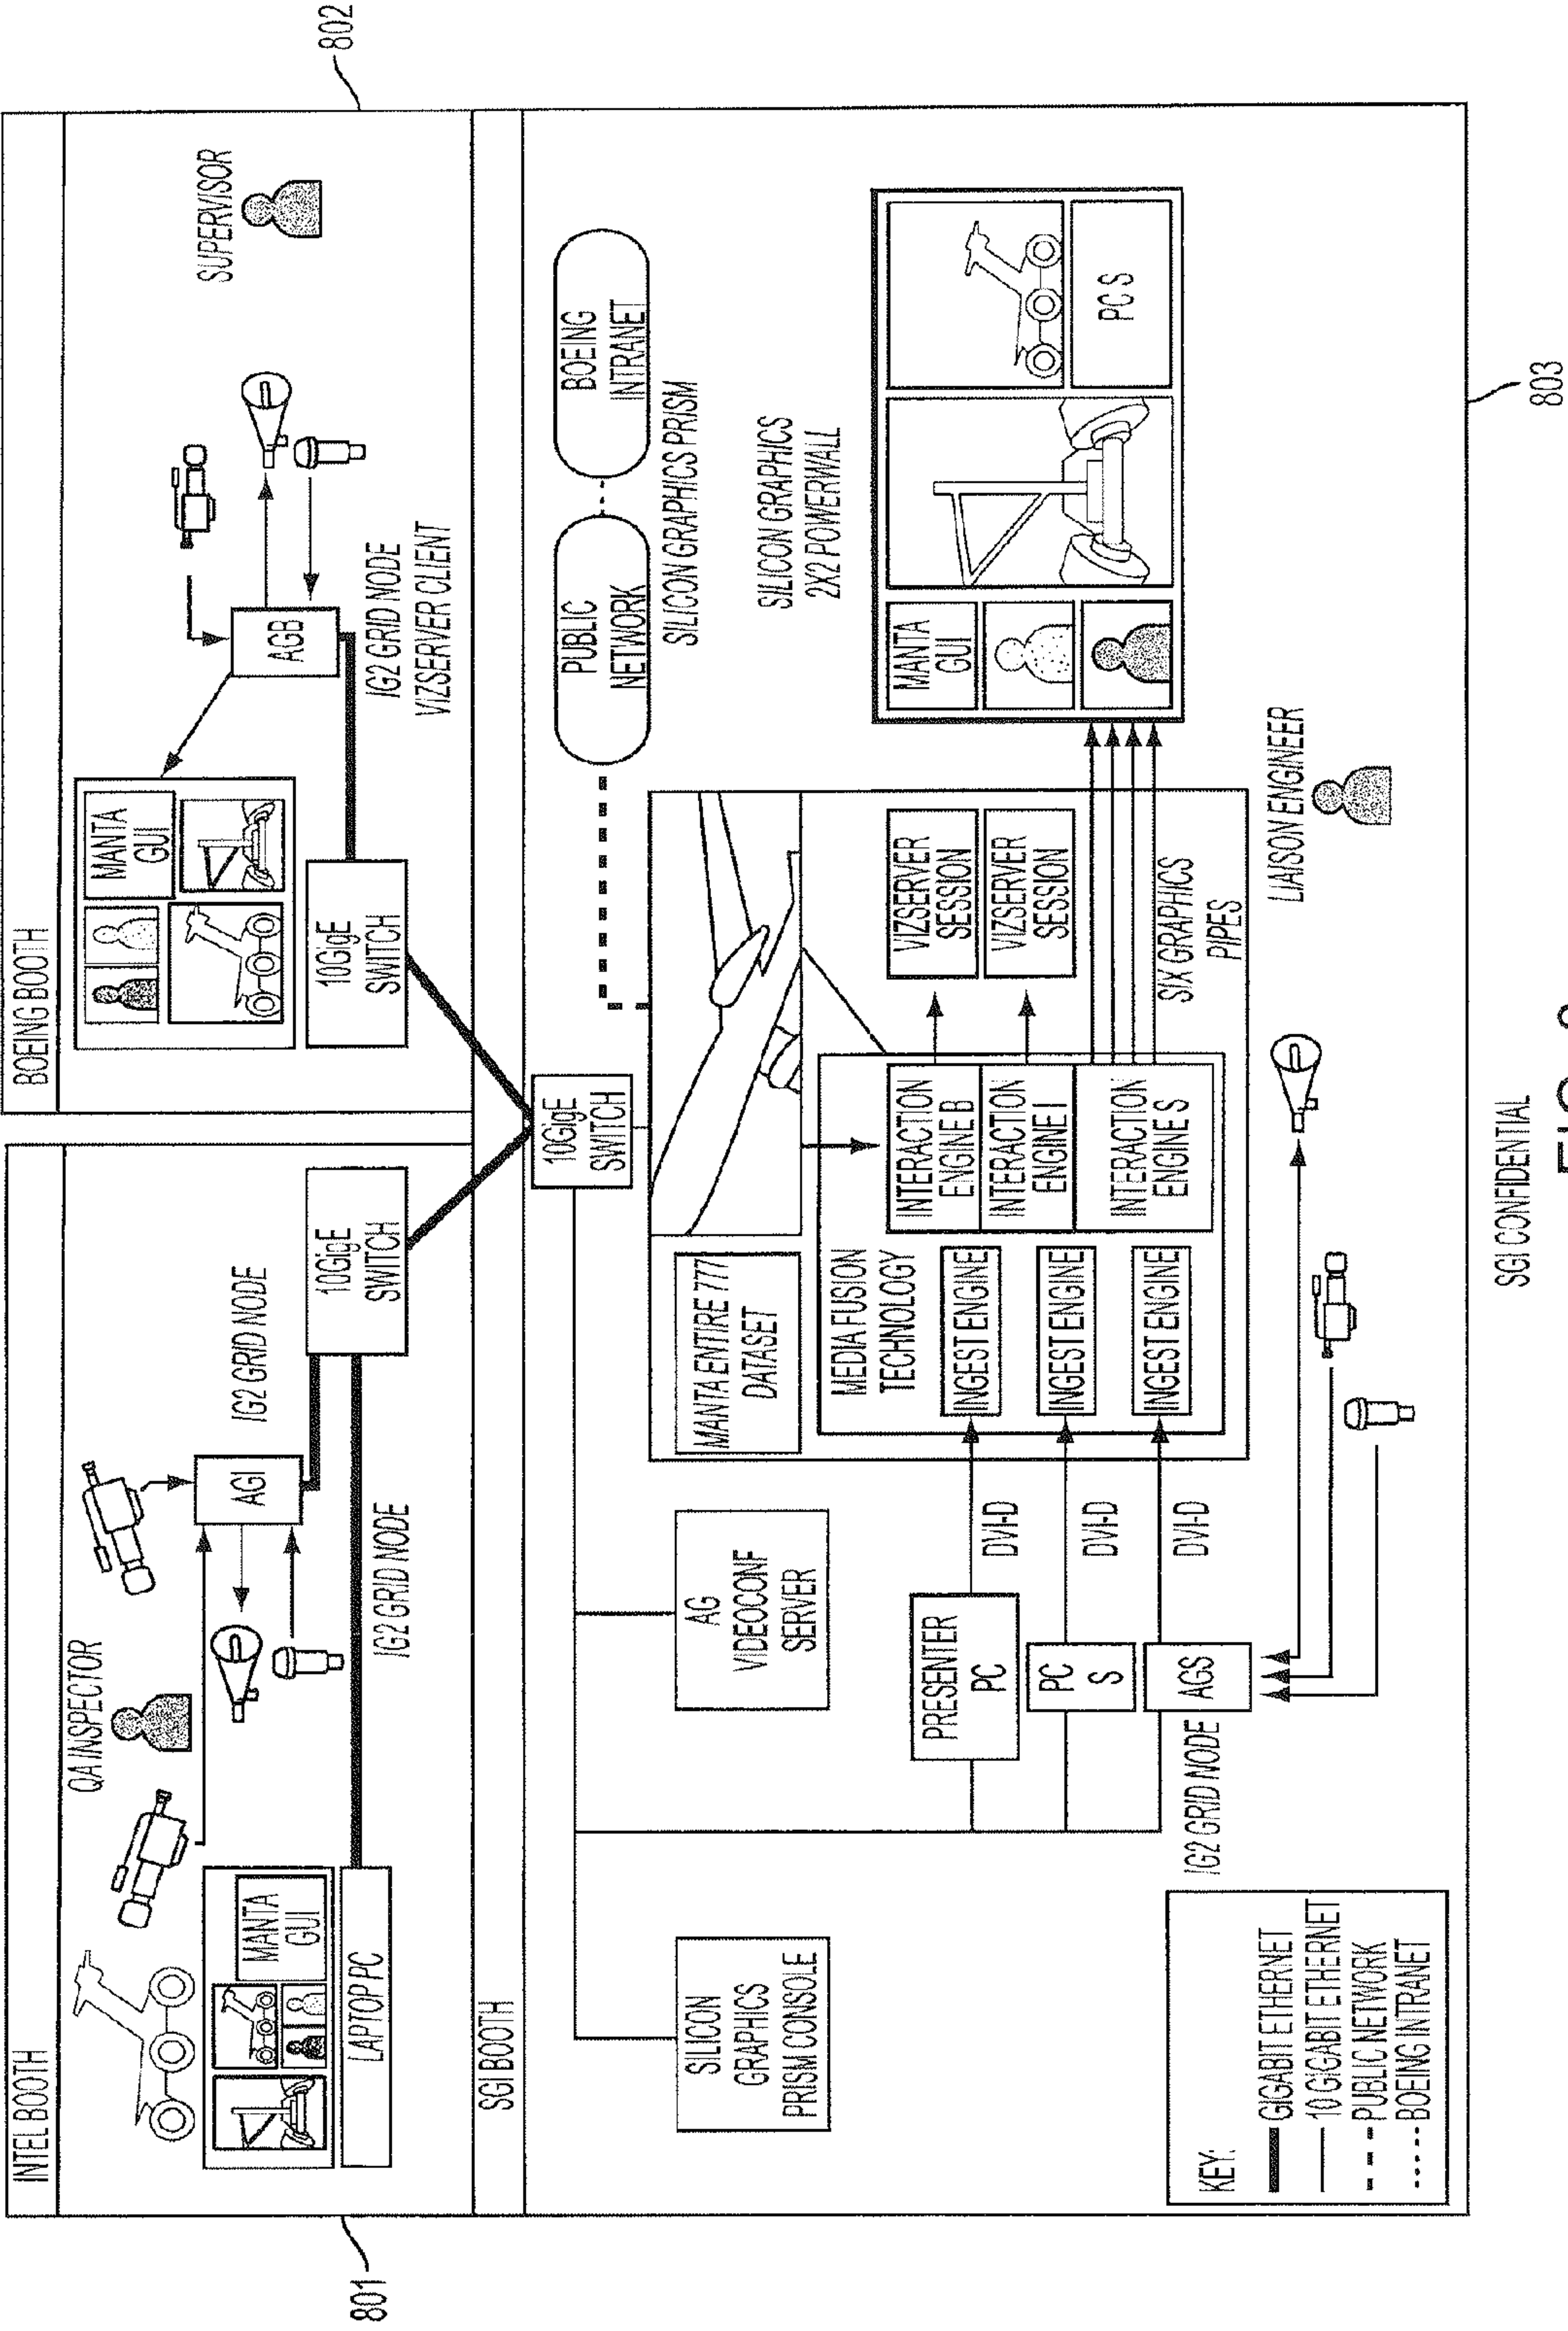 INTEL BOOTH
801
QA INSPECTOR
MANTA
GUI
LAPTOP PC
AGI
IG2 GRID NODE
IG2 GRID NODE
10GigE
SWITCH
BOEING BOOTH
802
SUPERVISOR
MANTA
GUI
AGB
IG2 GRID NODE
VIZSERVER CLIENT
10GigE
SWITCH
SGI BOOTH
803
10GigE
SWITCH
PUBLIC
NETWORK
BOEING
INTRANET
SILICON GRAPHICS PRISM
SILICON
GRAPHICS
PRISM CONSOLE
AG
VIDEOCONF
SERVER
MANTA ENTIRE 777
DATASET
MEDIA FUSION
TECHNOLOGY
INGEST ENGINE
INGEST ENGINE
INGEST ENGINE
INTERACTION
ENGINE B
INTERACTION
ENGINE I
INTERACTION
ENGINE S
VIZSERVER
SESSION
VIZSERVER
SESSION
SIX GRAPHICS
PIPES
SILICON GRAPHICS
2X2 POWERWALL
MANTA
GUI
PC S
PRESENTER
PC
PC
S
AGS
IG2 GRID NODE
DVI-D
DVI-D
DVI-D
LIAISON ENGINEER
KEY:
GIGABIT ETHERNET
10 GIGABIT ETHERNET
PUBLIC NETWORK
BOEING INTRANET
SGI CONFIDENTIAL